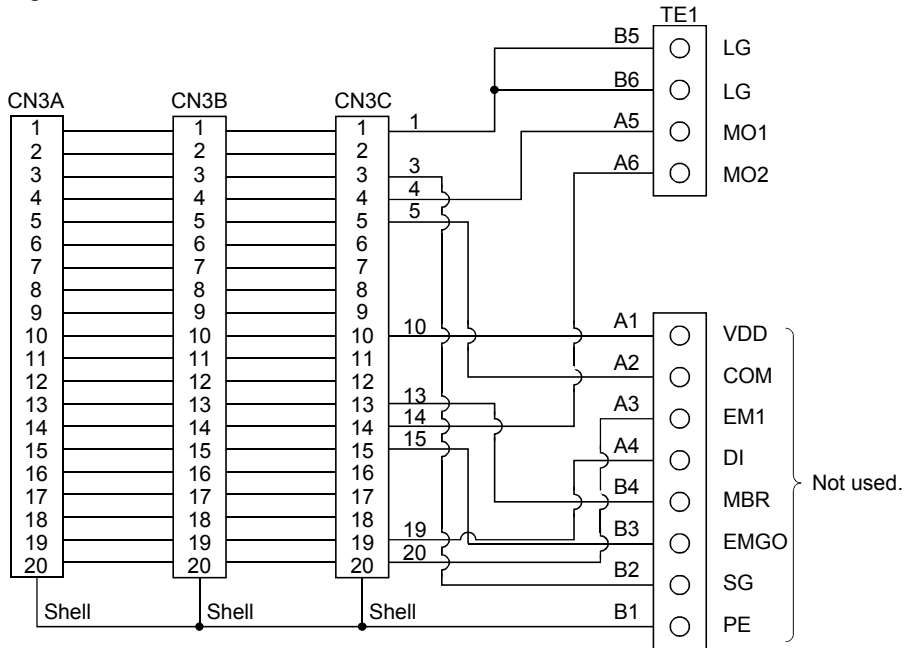 TE1
B5 LG
B6 LG
A5 MO1
A6 MO2
CN3A CN3B CN3C
1 1 1 1
2 2 2
3 3 3 3
4 4 4 4
5 5 5 5
6 6 6
7 7 7
8 8 8
9 9 9
10 10 10 10
11 11 11
12 12 12
13 13 13 13
14 14 14 14
15 15 15 15
16 16 16
17 17 17
18 18 18
19 19 19 19
20 20 20 20
Shell Shell Shell
A1 VDD
A2 COM
A3 EM1
A4 DI
B4 MBR
B3 EMGO
B2 SG
B1 PE
Not used.